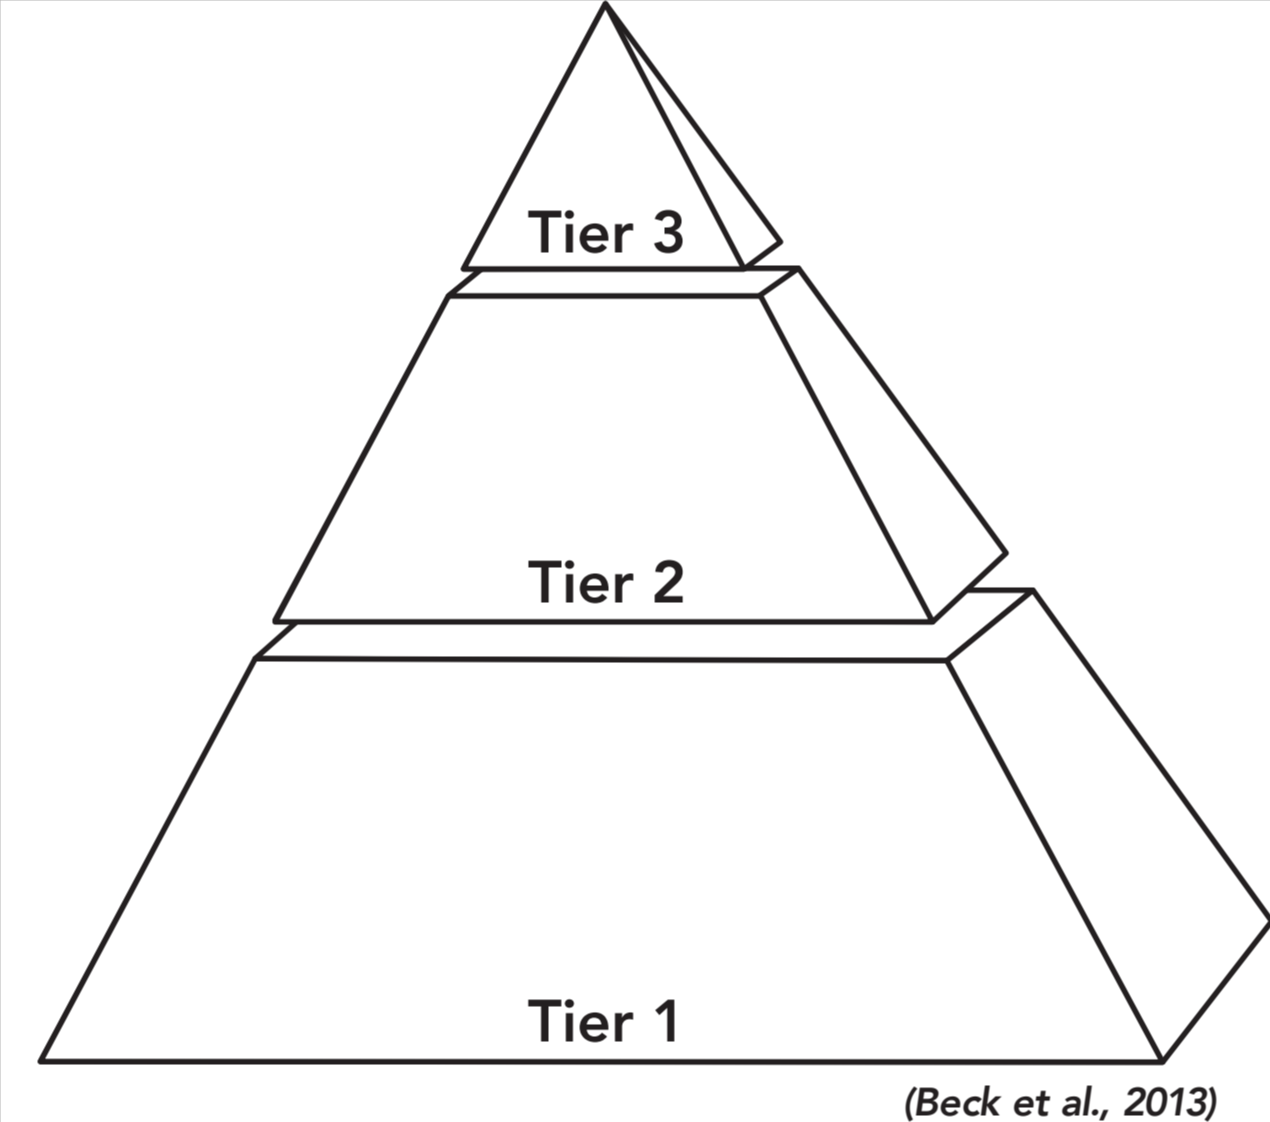 Tier 3
Tier 2
Tier 1
(Beck et al., 2013)